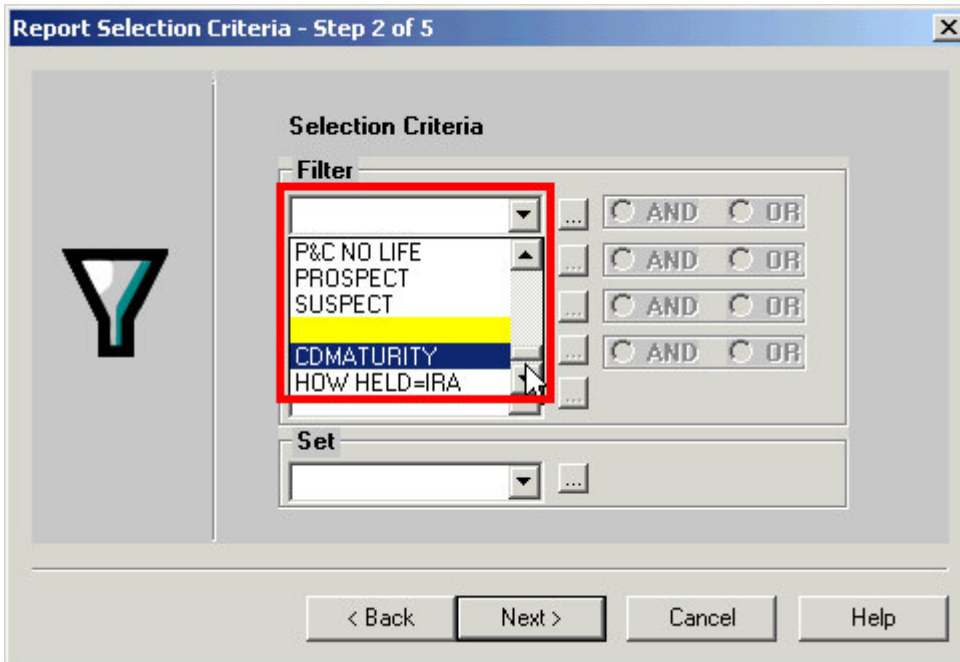 Report Selection Criteria - Step 2 of 5
Selection Criteria
Filter
... AND OR
P&C NO LIFE
PROSPECT
SUSPECT
CDMATURITY
HOW HELD=IRA
... AND OR
... AND OR
... AND OR
...
Set
...
< Back Next > Cancel Help